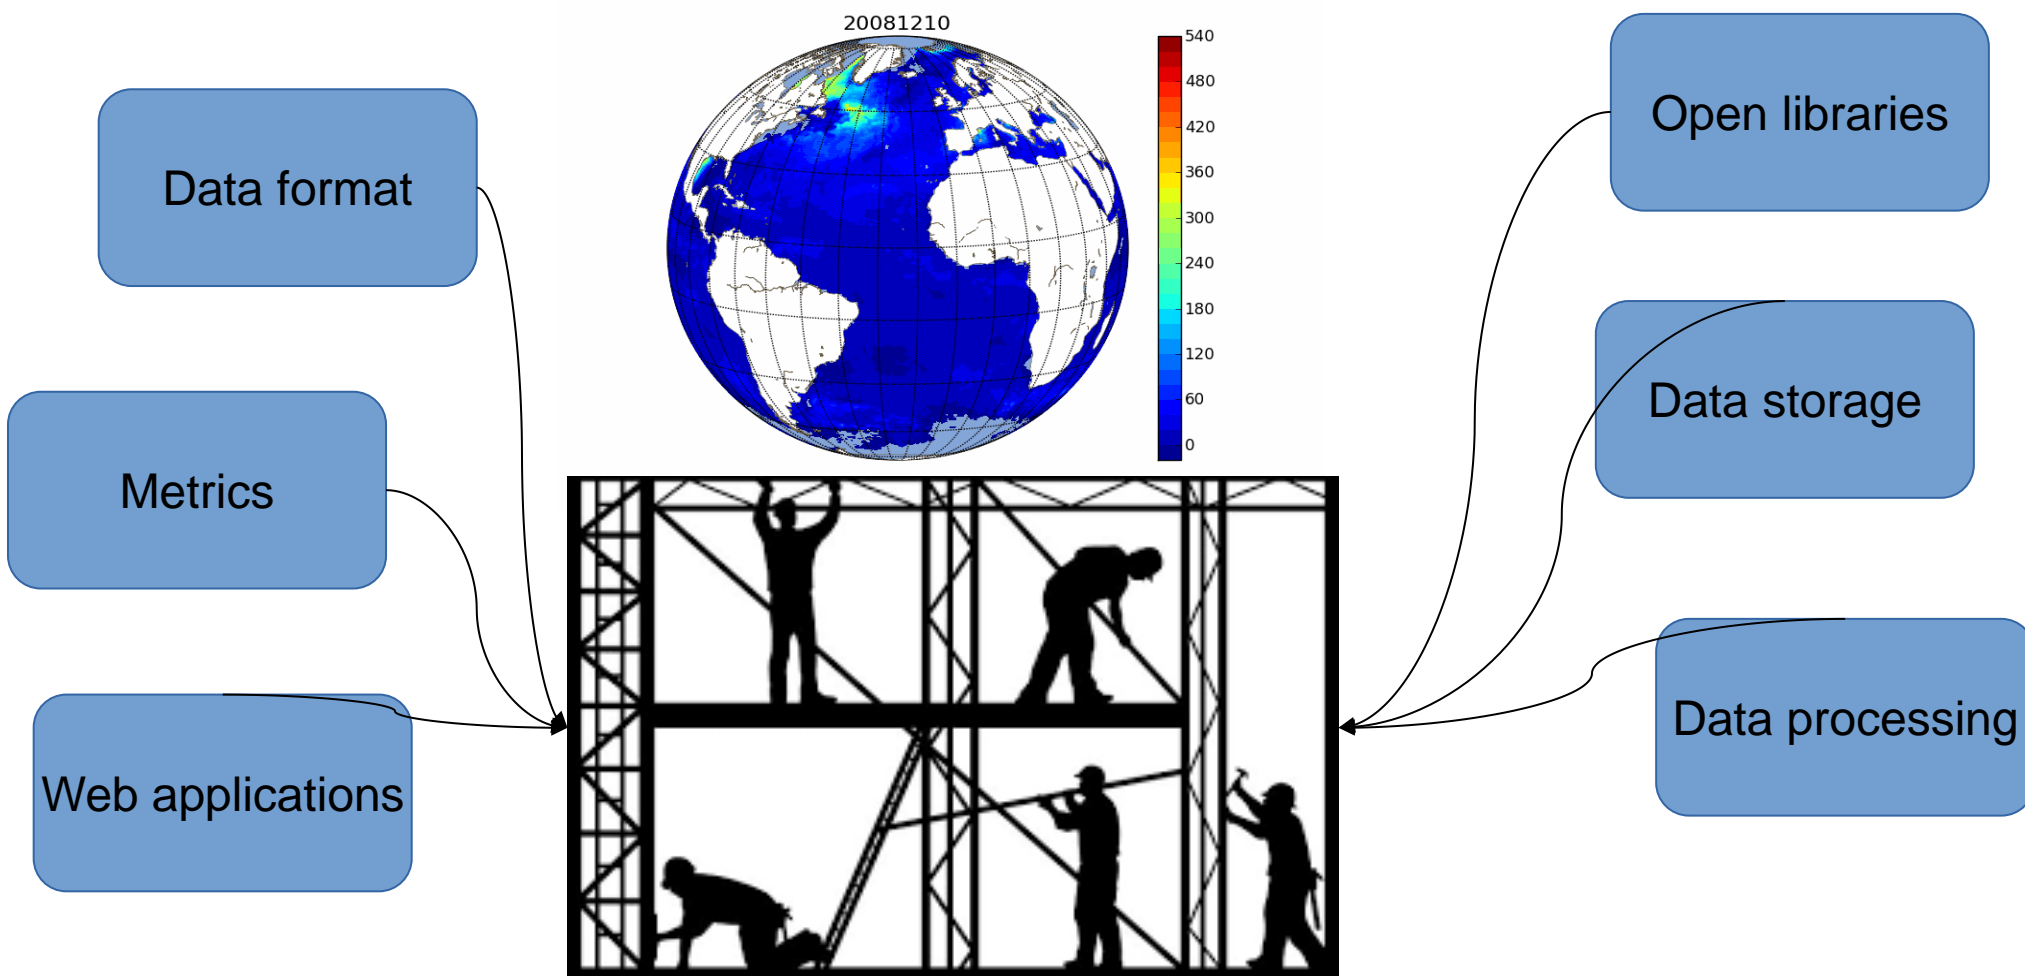 20081210
540
480
420
360
300
240
180
120
60
0
Data format
Metrics
Web applications
Open libraries
Data storage
Data processing